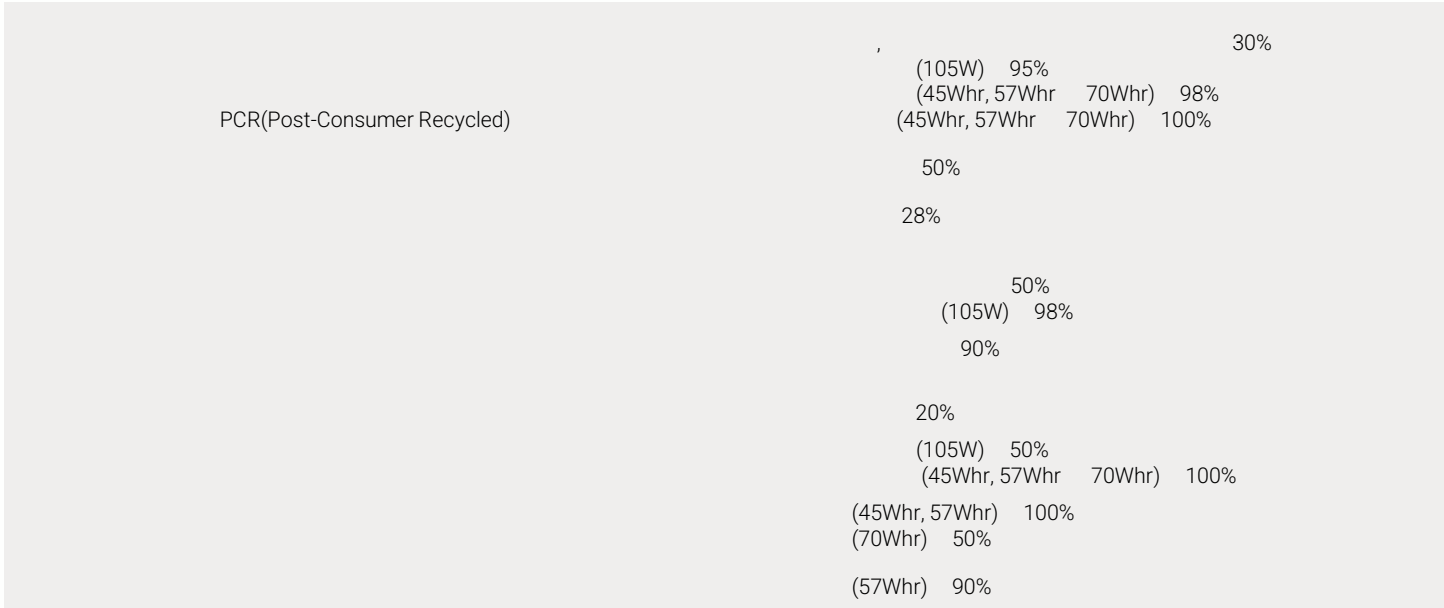 , 30%
(105W) 95%
(45Whr, 57Whr 70Whr) 98%
PCR(Post-Consumer Recycled) (45Whr, 57Whr 70Whr) 100%
50%
28%
50%
(105W) 98%
90%
20%
(105W) 50%
(45Whr, 57Whr 70Whr) 100%
(45Whr, 57Whr) 100%
(70Whr) 50%
(57Whr) 90%